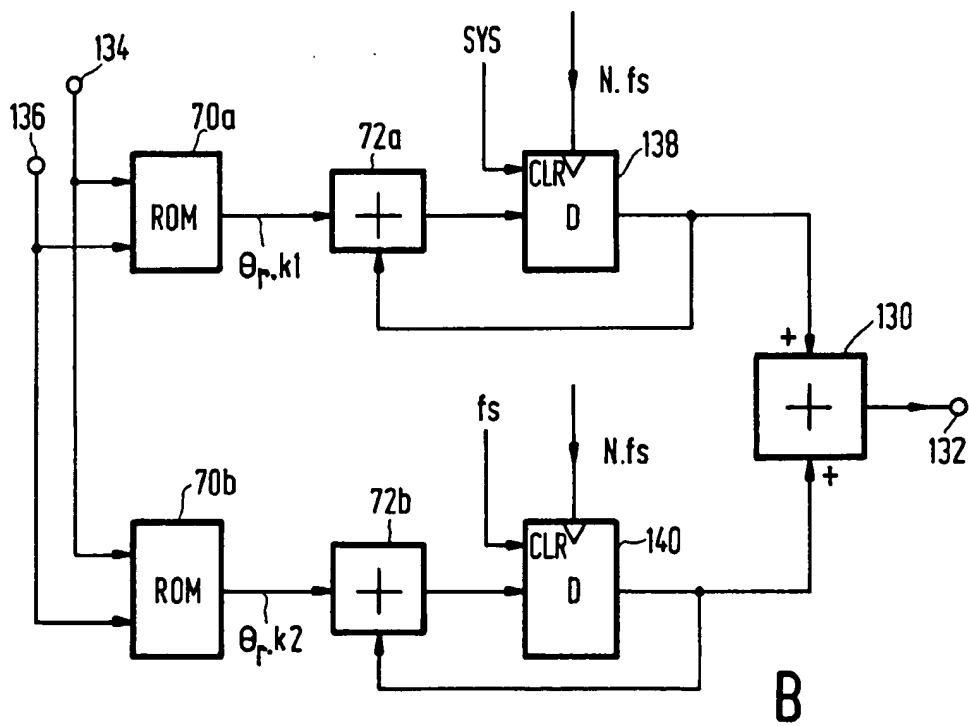 134
136
70a
ROM
θr.k1
72a
+
SYS
N.fs
CLR
D
138
+
130
+
132
+
70b
ROM
θr.k2
72b
+
fs
N.fs
CLR
D
140
B